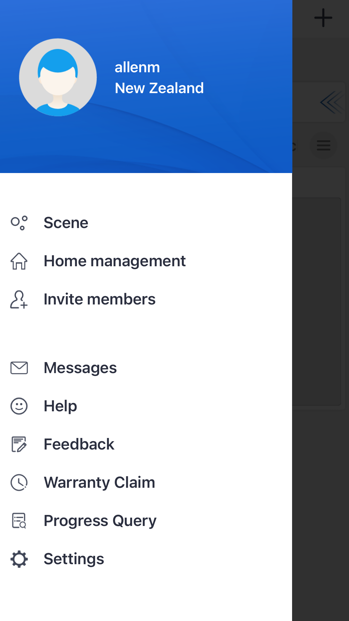 allenm
New Zealand
Scene
Home management
Invite members
Messages
Help
Feedback
Warranty Claim
Progress Query
Settings